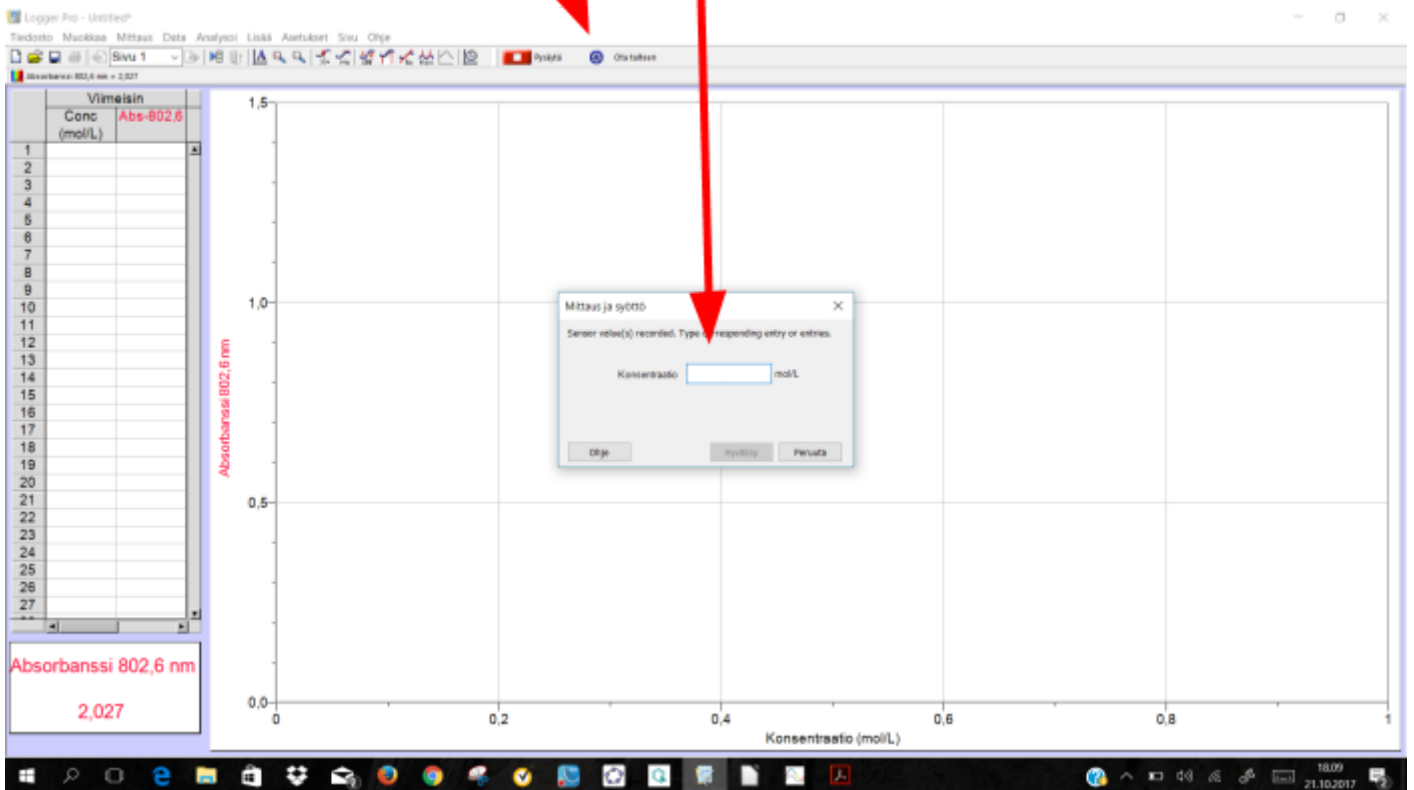 Logger Pro - Untitled*
Tiedosto Muokkaa Mittaus Data Analysoi Lisää Asetukset Sivu Ohje
Sivu 1
Pysäytä
Ota talteen
Absorbanssi 802,6 nm = 2,027
Viimeisin
Conc Abs-802,6
(mol/L)
1
2
3
4
5
6
7
8
9
10
11
12
13
14
15
16
17
18
19
20
21
22
23
24
25
26
27
Absorbanssi 802,6 nm
2,027
1,5
1,0
0,5
0,0
Absorbanssi 802,6 nm
0 0,2 0,4 0,6 0,8 1
Konsentraatio (mol/L)
Mittaus ja syöttö
Sensor value(s) recorded. Type corresponding entry or entries.
Konsentraatio mol/L
Ohje Hyväksy Peruuta
18.09
21.10.2017